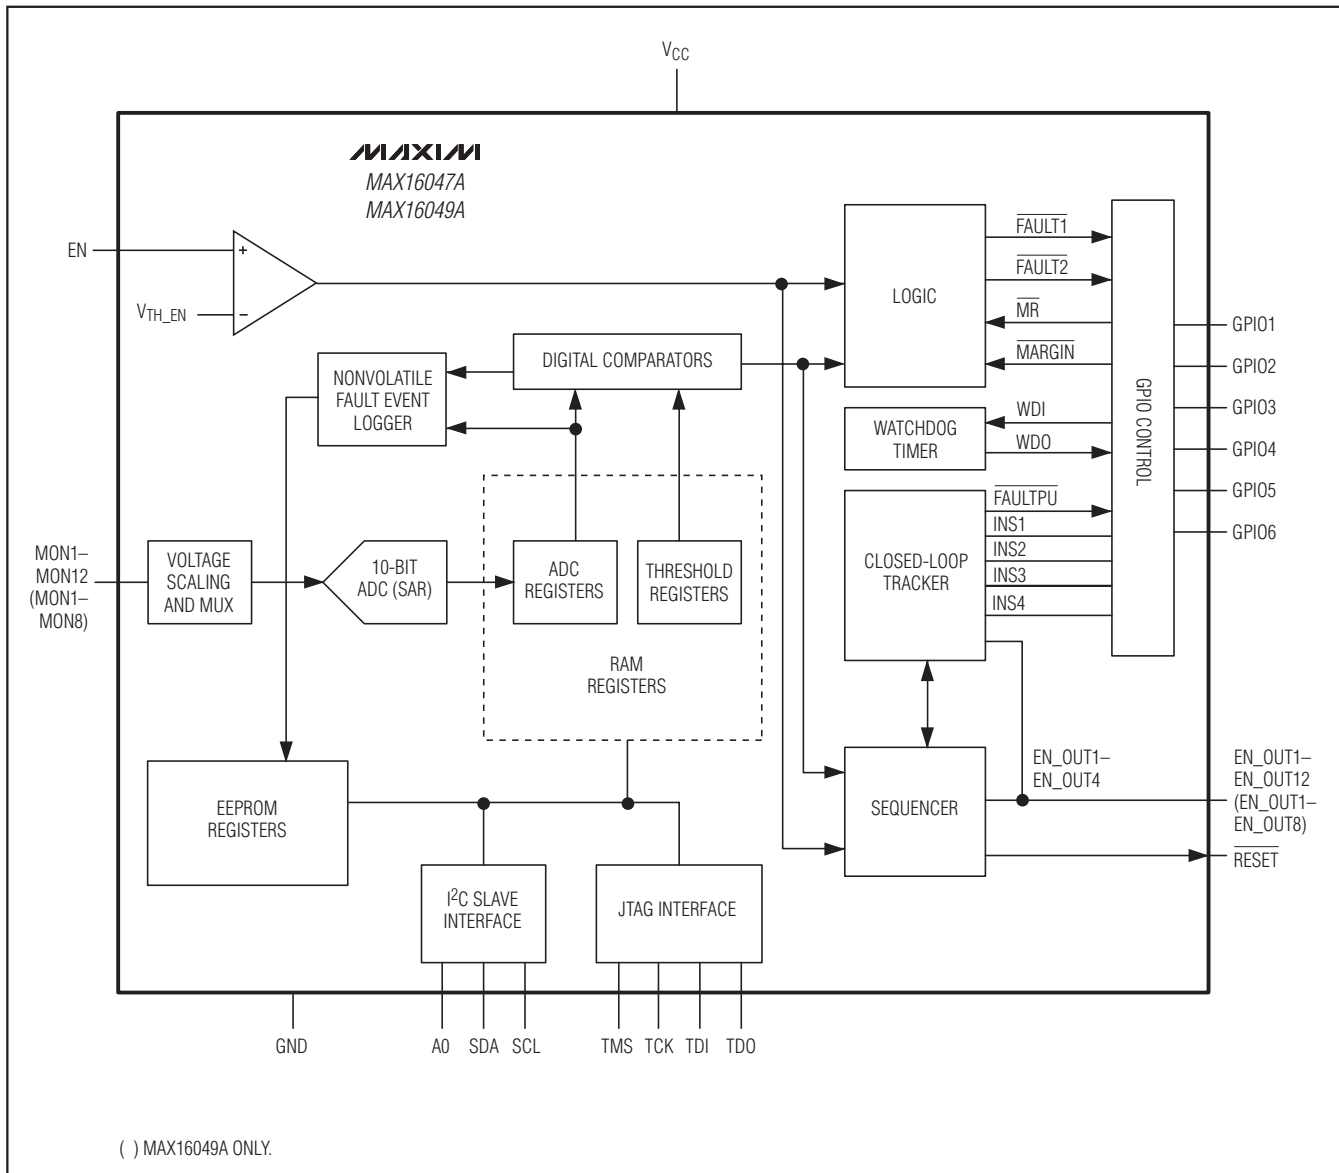 VCC
MAXIM
MAX16047A
MAX16049A
EN
+
VTH_EN
−
LOGIC
FAULT1
FAULT2
MR
MARGIN
GPIO CONTROL
GPIO1
GPIO2
GPIO3
GPIO4
GPIO5
GPIO6
DIGITAL COMPARATORS
NONVOLATILE
FAULT EVENT
LOGGER
WATCHDOG
TIMER
WDI
WDO
FAULTPU
INS1
INS2
INS3
INS4
CLOSED-LOOP
TRACKER
MON1–
MON12
(MON1–
MON8)
VOLTAGE
SCALING
AND MUX
10-BIT
ADC (SAR)
ADC
REGISTERS
THRESHOLD
REGISTERS
RAM
REGISTERS
EEPROM
REGISTERS
SEQUENCER
EN_OUT1–
EN_OUT4
EN_OUT1–
EN_OUT12
(EN_OUT1–
EN_OUT8)
RESET
I2C SLAVE
INTERFACE
JTAG INTERFACE
GND
A0
SDA
SCL
TMS
TCK
TDI
TDO
( ) MAX16049A ONLY.